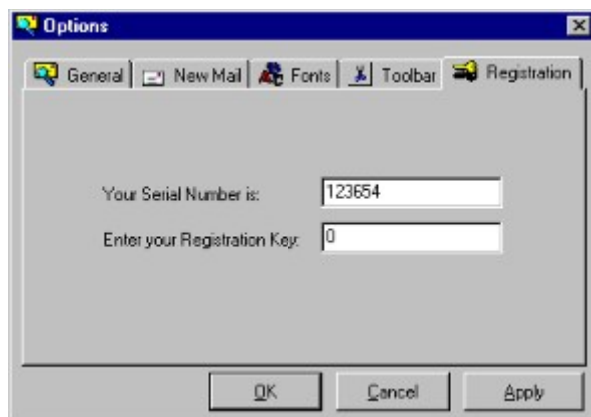 Options
General New Mail Fonts Toolbar Registration
Your Serial Number is: 123654
Enter your Registration Key: 0
OK Cancel Apply